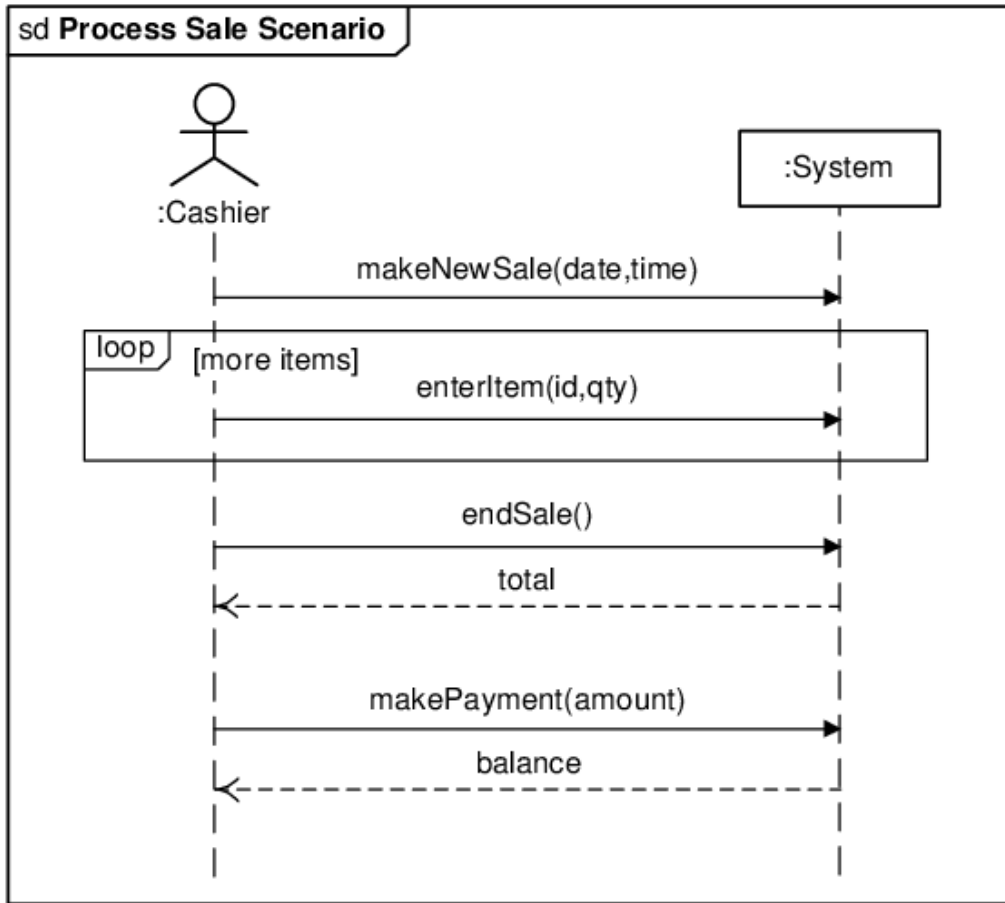 sd Process Sale Scenario
:Cashier
:System
makeNewSale(date,time)
loop
[more items]
enterItem(id,qty)
endSale()
total
makePayment(amount)
balance